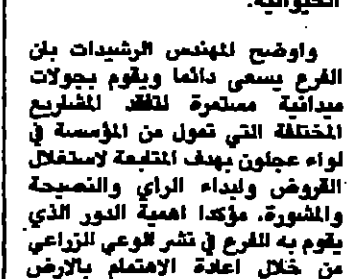 الحيوانية.
واوضح المهندس الرشيدات بان
الفرع يسعى دائما ويقوم بجولات
ميدانية مستمرة لتفقد المشاريع
المختلفة التي تمول من المؤسسة في
لواء عجلون بهدف المتابعة لاستغلال
القروض ولابداء الراي والنصيحة
والمشورة. مؤكدا اهمية الدور الذي
يقوم به الفرع في نشر الوعي الزراعي
من خلال اعادة الاهتمام بالارض